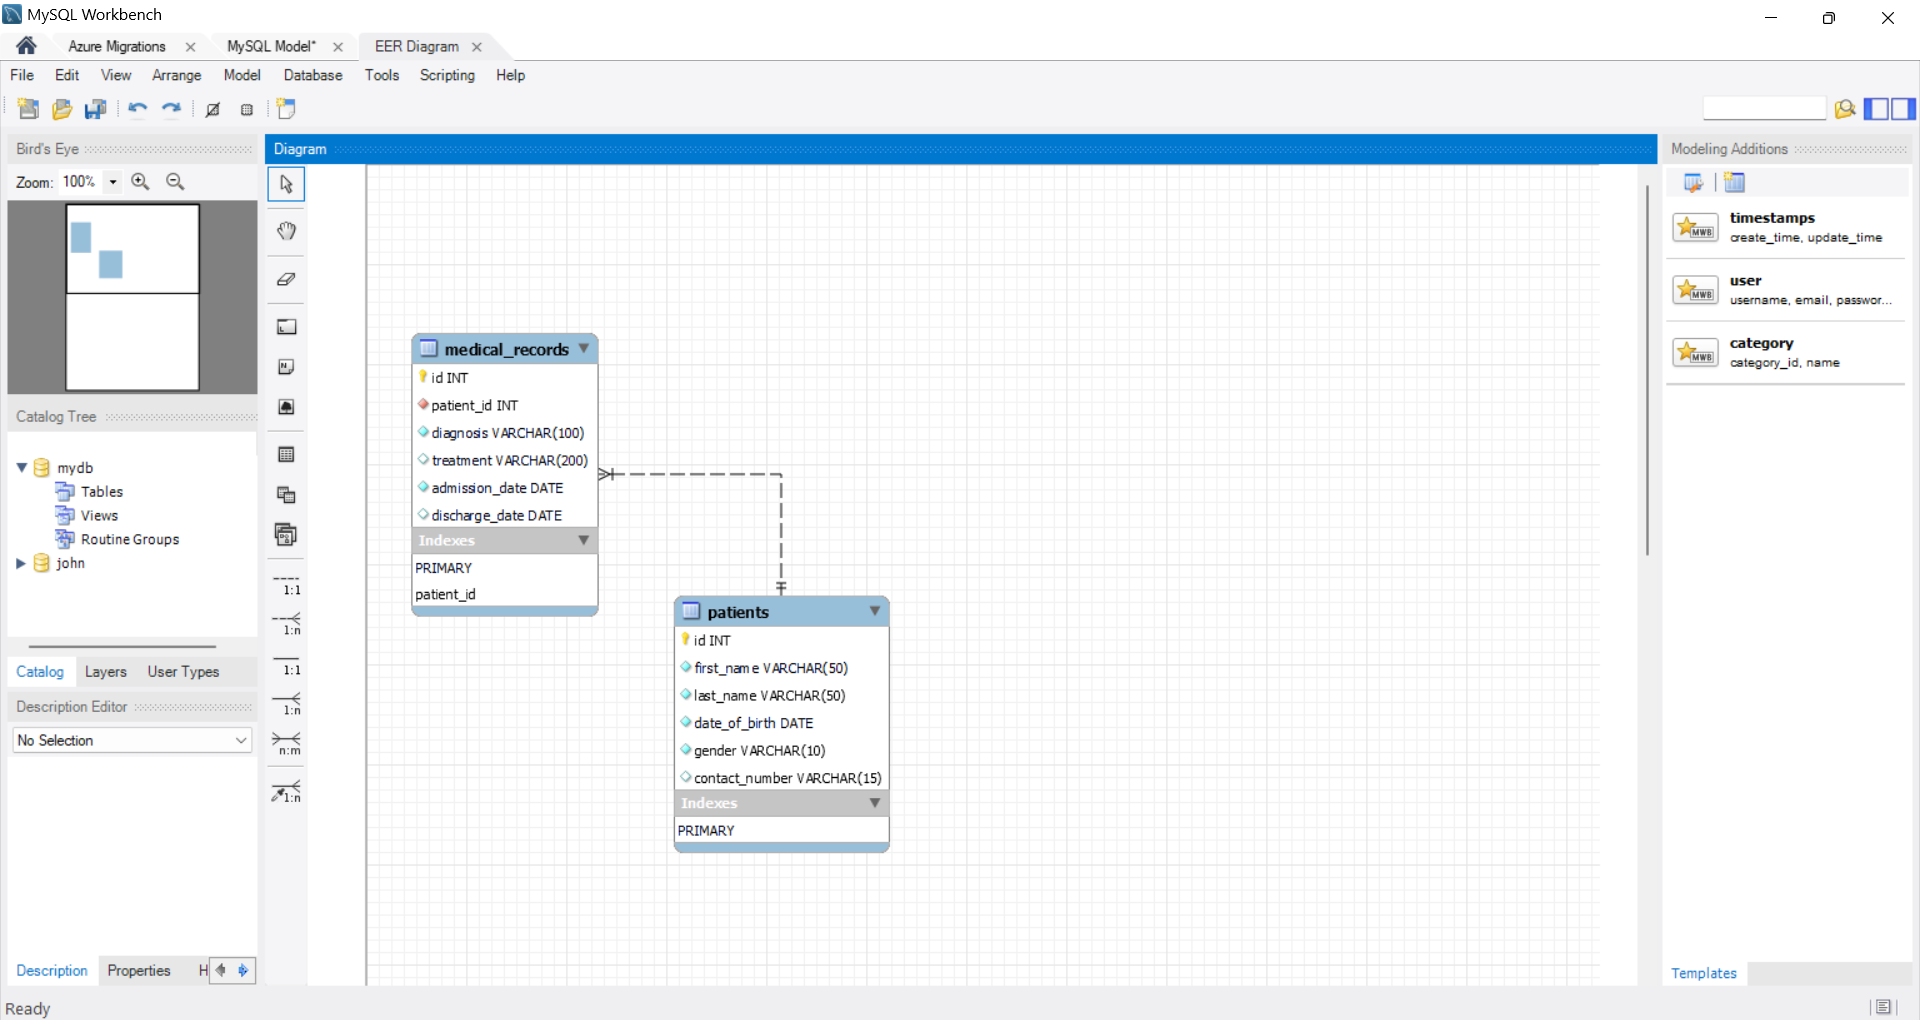 MySQL Workbench
Azure Migrations
MySQL Model*
EER Diagram
File Edit View Arrange Model Database Tools Scripting Help
Bird's Eye
Zoom: 100%
Catalog Tree
mydb
Tables
Views
Routine Groups
john
Catalog Layers User Types
Description Editor
No Selection
Description Properties H
Ready
Diagram
1:1
1:n
1:1
1:n
n:m
1:n
medical_records
id INT
patient_id INT
diagnosis VARCHAR(100)
treatment VARCHAR(200)
admission_date DATE
discharge_date DATE
Indexes
PRIMARY
patient_id
patients
id INT
first_name VARCHAR(50)
last_name VARCHAR(50)
date_of_birth DATE
gender VARCHAR(10)
contact_number VARCHAR(15)
Indexes
PRIMARY
Modeling Additions
MWB
timestamps
create_time, update_time
MWB
user
username, email, passwor...
MWB
category
category_id, name
Templates